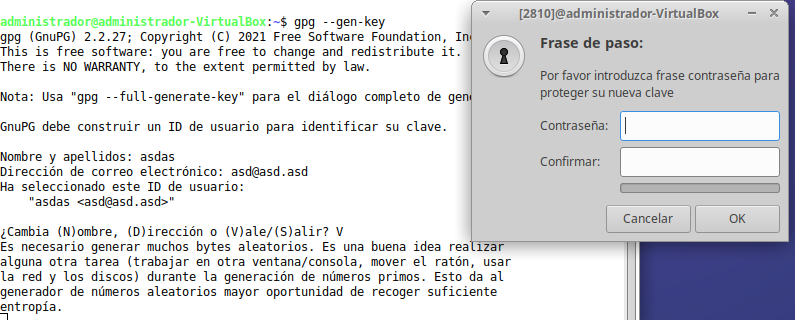 administrador@administrador-VirtualBox:~$ gpg --gen-key
gpg (GnuPG) 2.2.27; Copyright (C) 2021 Free Software Foundation,
This is free software: you are free to change and redistribute it.
There is NO WARRANTY, to the extent permitted by law.
Nota: Usa "gpg --full-generate-key" para el diálogo completo de
GnuPG debe construir un ID de usuario para identificar su clave.
Nombre y apellidos: asdas
Dirección de correo electrónico: asd@asd.asd
Ha seleccionado este ID de usuario:
"asdas <asd@asd.asd>"
¿Cambia (N)ombre, (D)irección o (V)ale/(S)alir? V
Es necesario generar muchos bytes aleatorios. Es una buena idea realizar
alguna otra tarea (trabajar en otra ventana/consola, mover el ratón, usar
la red y los discos) durante la generación de números primos. Esto da al
generador de números aleatorios mayor oportunidad de recoger suficiente
entropía.
[2810]@administrador-VirtualBox
Frase de paso:
Por favor introduzca frase contraseña para
proteger su nueva clave
Contraseña:
Confirmar:
Cancelar OK